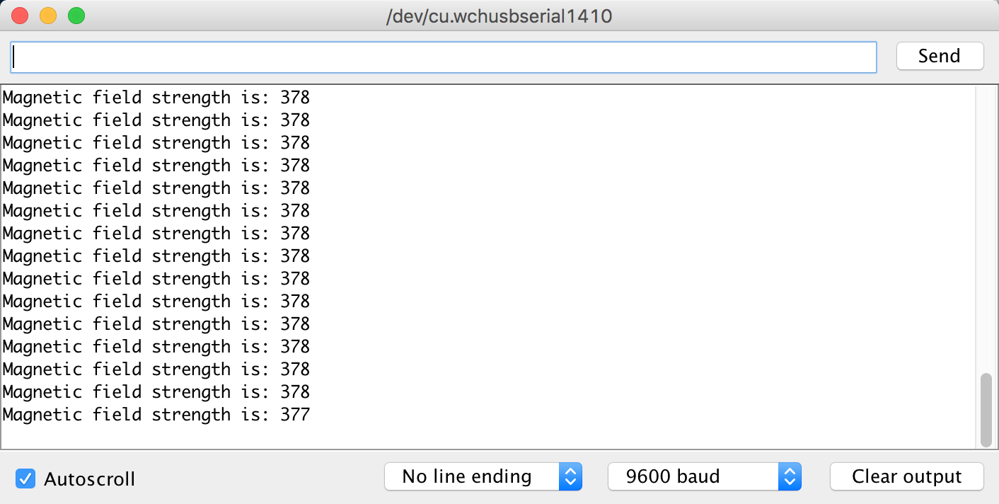 /dev/cu.wchusbserial1410
Send
Magnetic field strength is: 378
Magnetic field strength is: 378
Magnetic field strength is: 378
Magnetic field strength is: 378
Magnetic field strength is: 378
Magnetic field strength is: 378
Magnetic field strength is: 378
Magnetic field strength is: 378
Magnetic field strength is: 378
Magnetic field strength is: 378
Magnetic field strength is: 378
Magnetic field strength is: 378
Magnetic field strength is: 378
Magnetic field strength is: 378
Magnetic field strength is: 377
Autoscroll No line ending 9600 baud Clear output